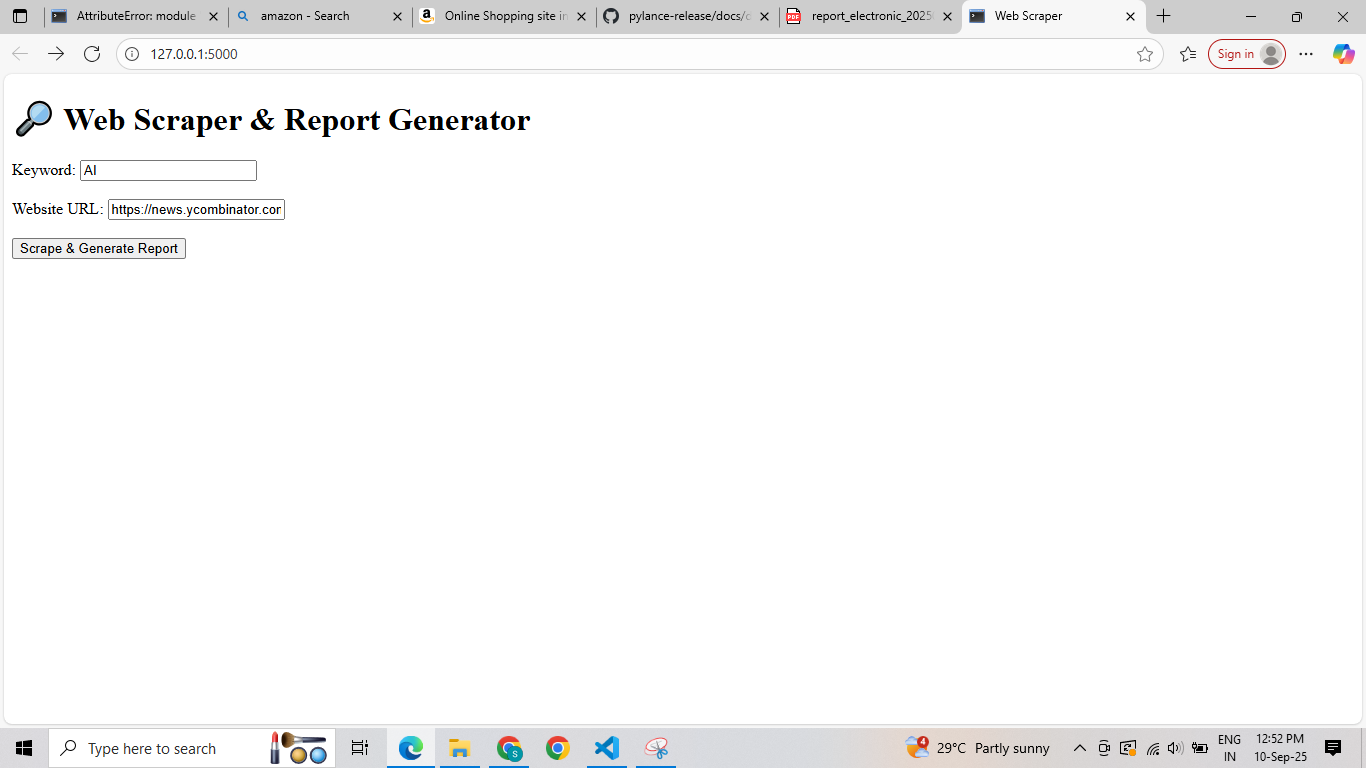 AttributeError: module
amazon - Search
Online Shopping site in
pylance-release/docs/d
report_electronic_2025
Web Scraper
127.0.0.1:5000
Sign in
Web Scraper & Report Generator
Keyword: AI
Website URL: https://news.ycombinator.cor
Scrape & Generate Report
Type here to search
4
29°C Partly sunny
ENG
IN
12:52 PM
10-Sep-25